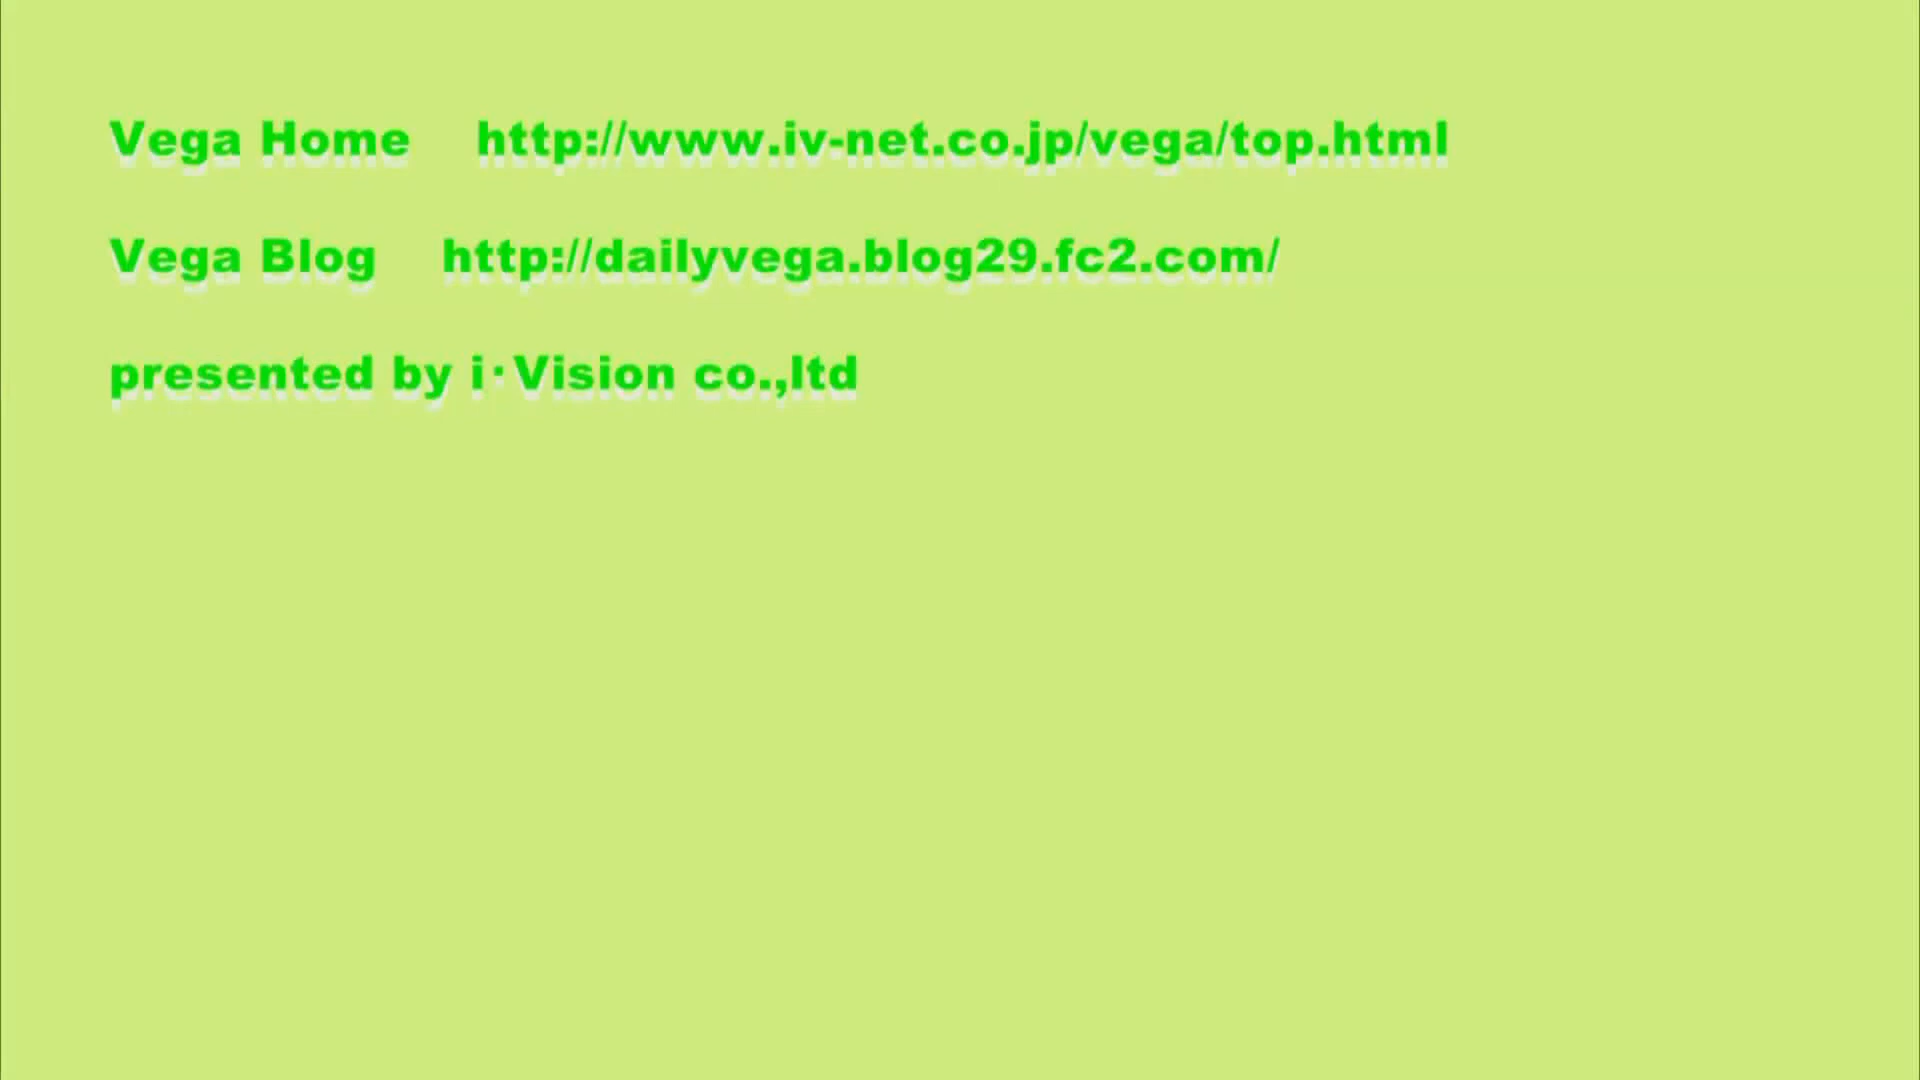 Vega Home http://www.iv-net.co.jp/vega/top.html
Vega Blog http://dailyvega.blog29.fc2.com/
presented by i･Vision co.,ltd